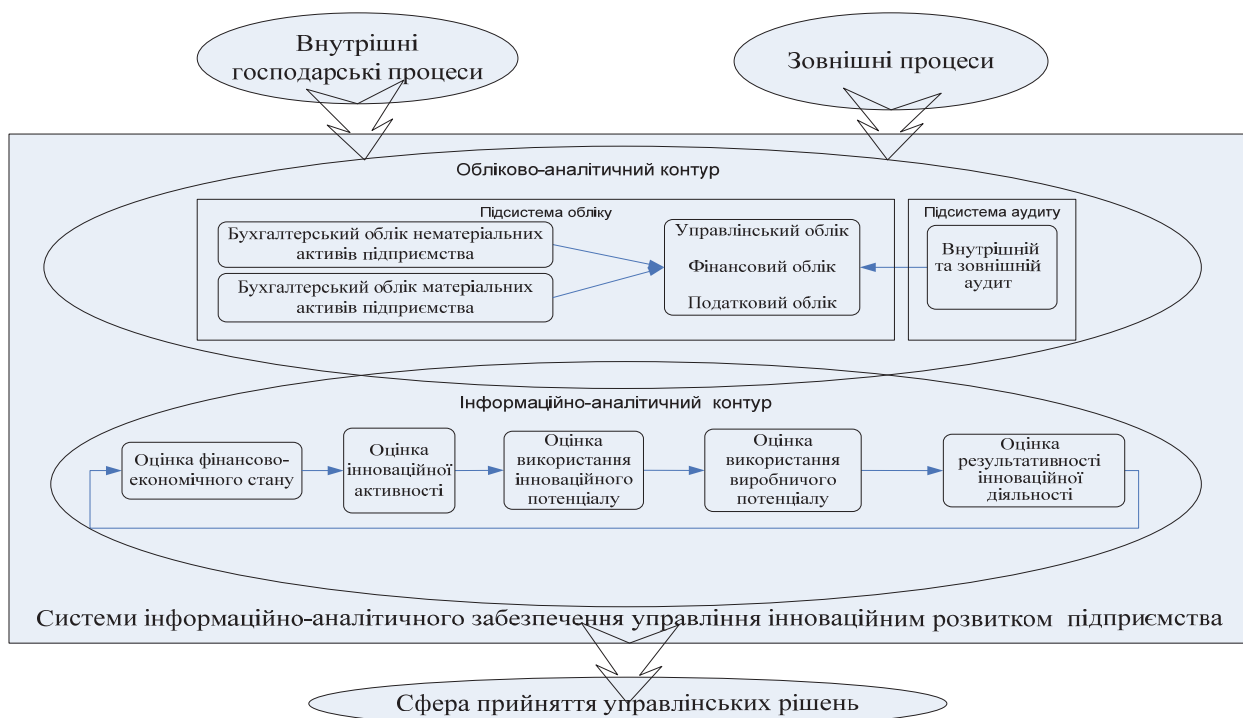 Внутрішні
господарські процеси
Зовнішні процеси
Обліково-аналітичний контур
Підсистема обліку
Бухгалтерський облік нематеріальних
активів підприємства
Бухгалтерський облік матеріальних
активів підприємства
Управлінський облік
Фінансовий облік
Податковий облік
Підсистема аудиту
Внутрішній
та зовнішній
аудит
Інформаційно-аналітичний контур
Оцінка фінансово-
економічного стану
Оцінка
інноваційної
активності
Оцінка
використання
інноваційного
потенціалу
Оцінка
використання
виробничого
потенціалу
Оцінка
результативності
інноваційної
діяльності
Системи інформаційно-аналітичного забезпечення управління інноваційним розвитком підприємства
Сфера прийняття управлінських рішень